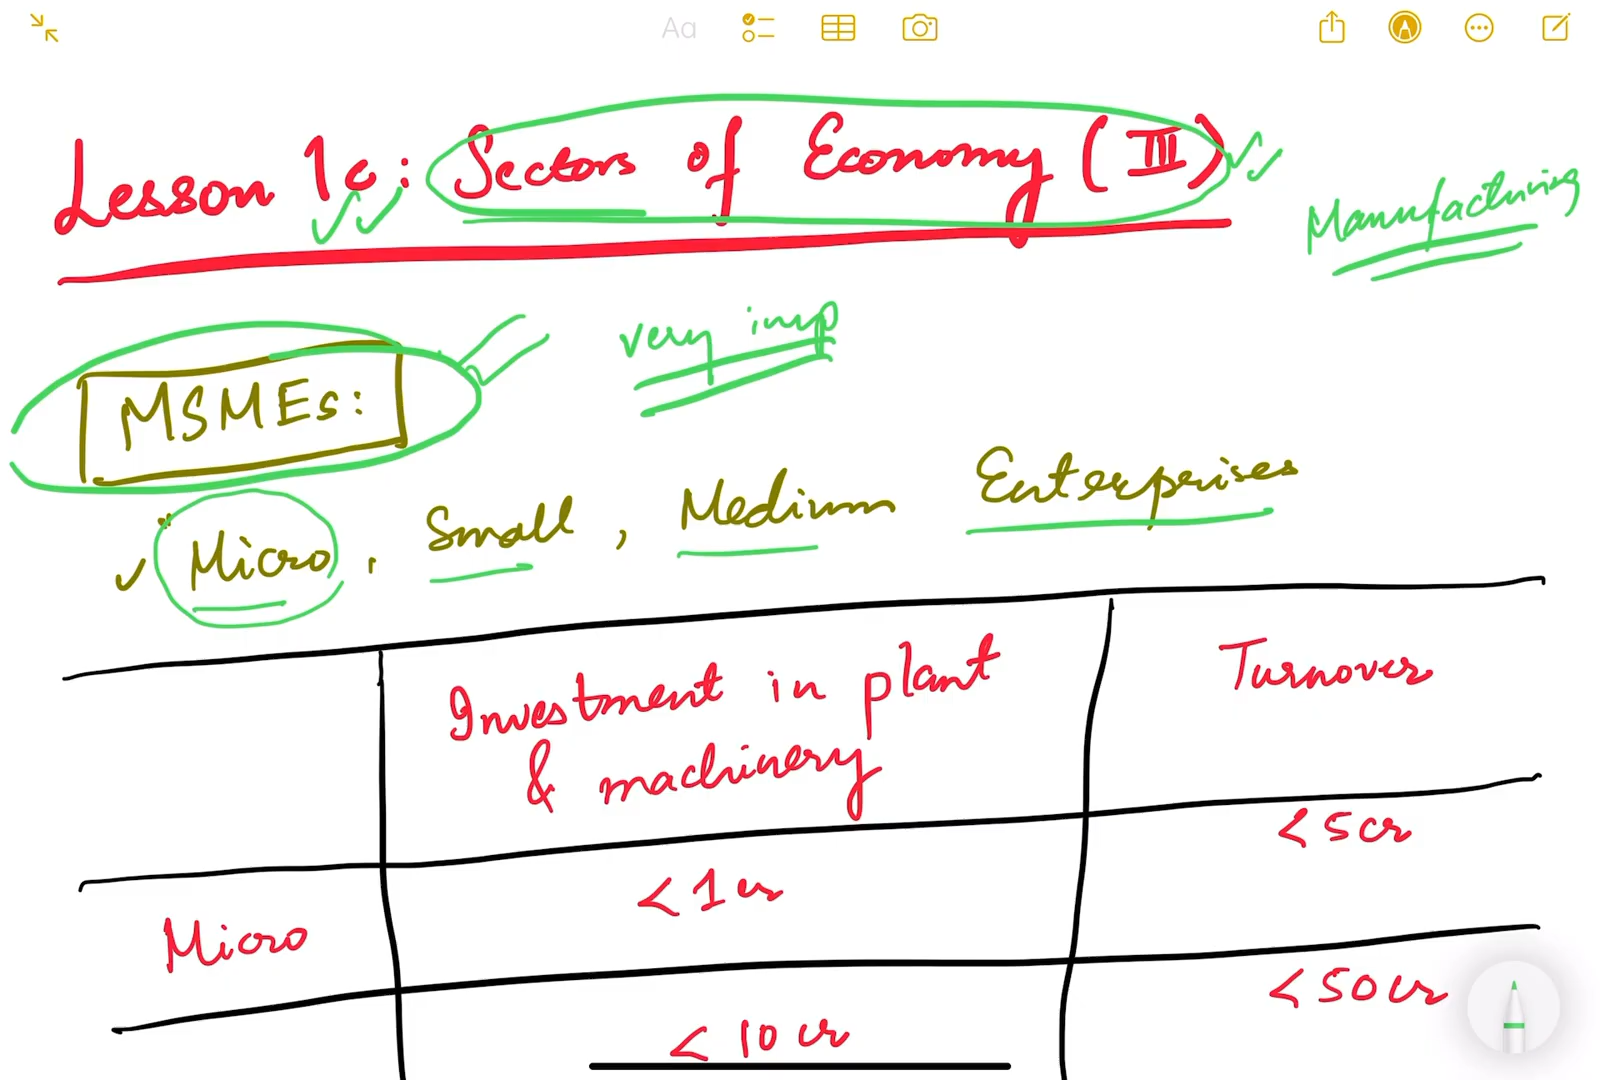 Aa
Lesson 1c: Sectors of Economy (III)
Manufacturing
very imp
MSMEs:
Micro, Small, Medium Enterprises
Investment in plant
& machinery
Turnover
Micro
<1 cr
<5 cr
<10 cr
<50 cr